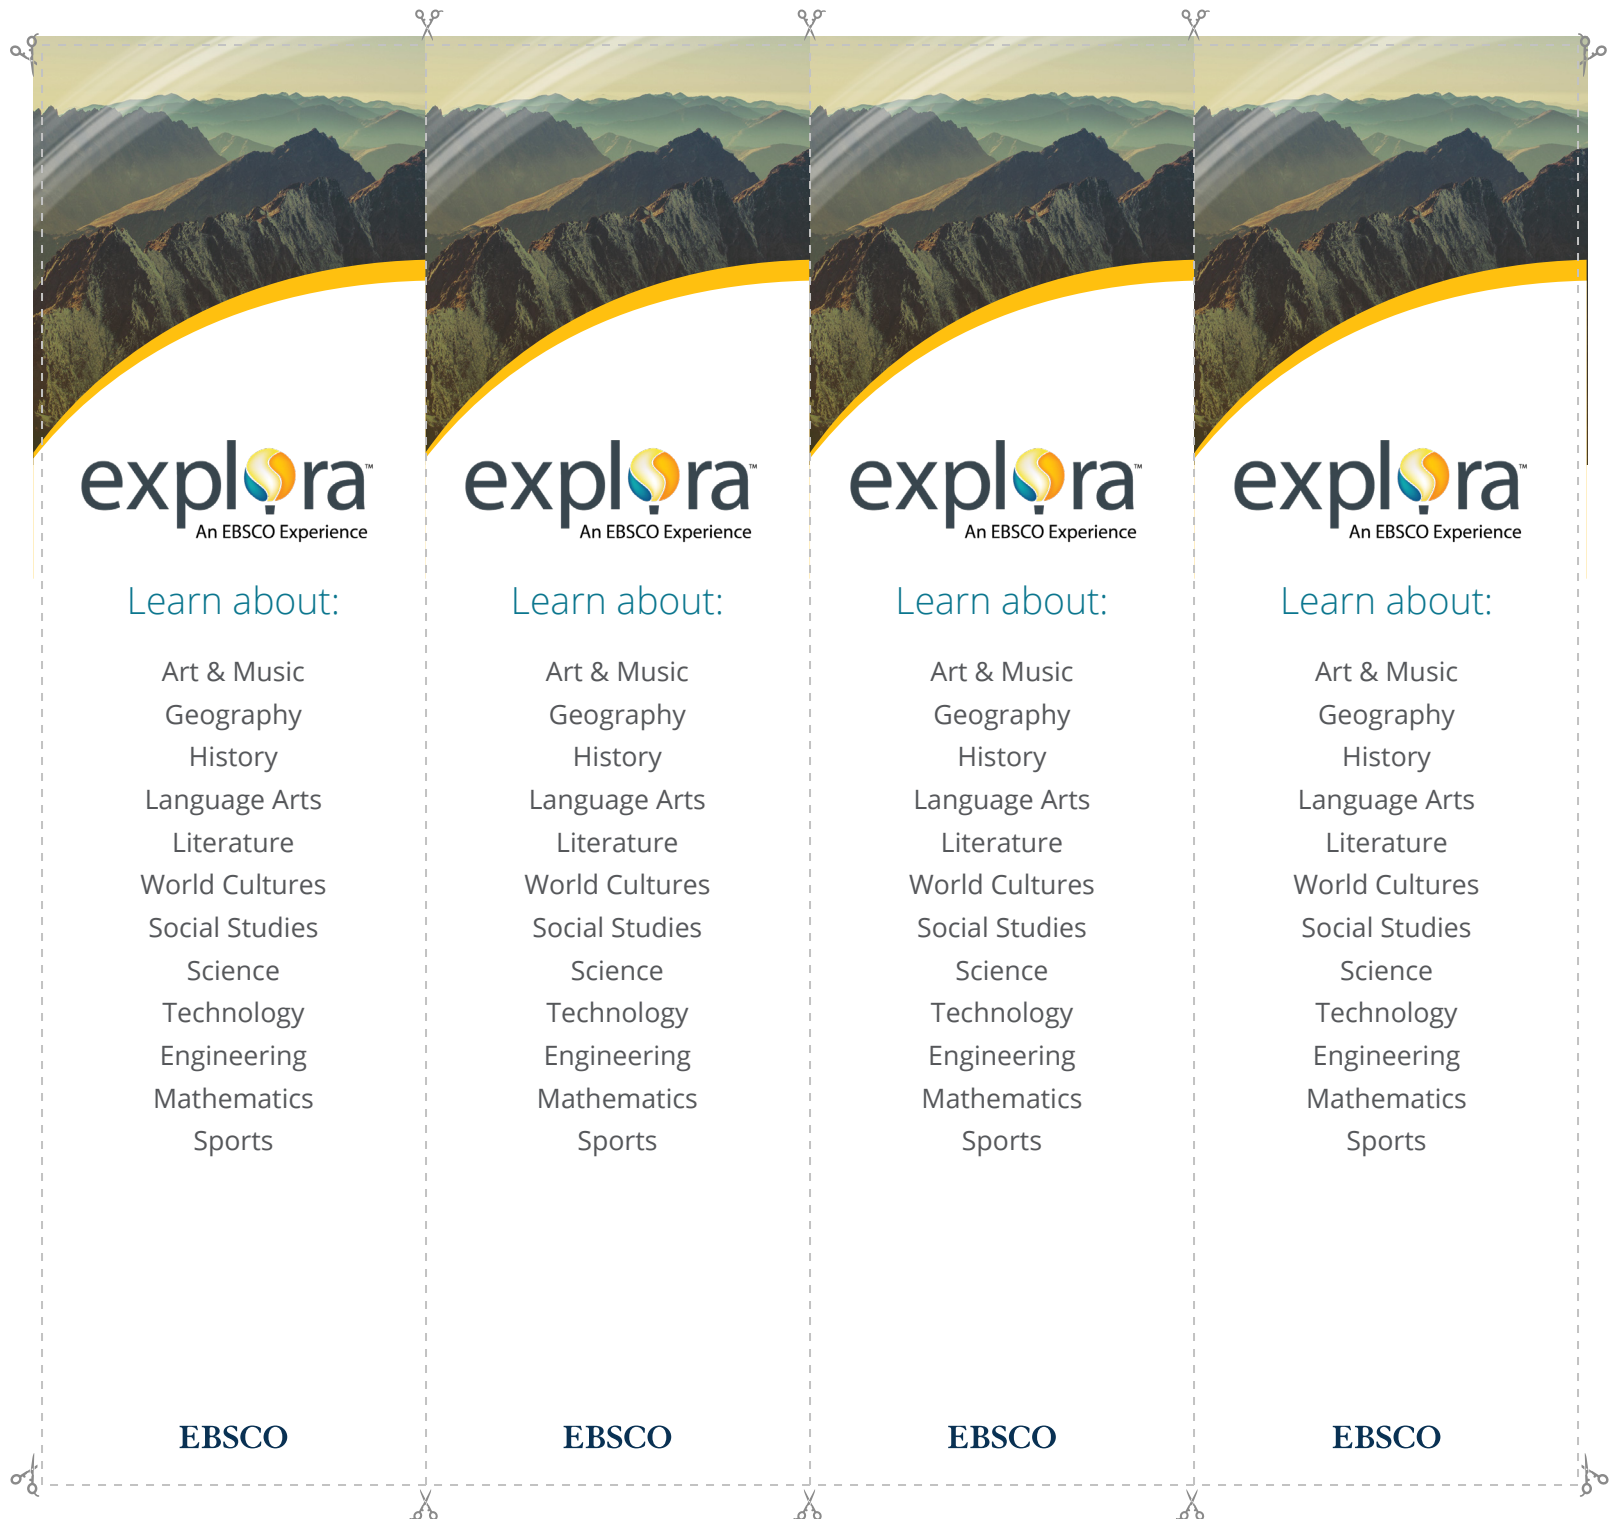 explora™
An EBSCO Experience
Learn about:
Art & Music
Geography
History
Language Arts
Literature
World Cultures
Social Studies
Science
Technology
Engineering
Mathematics
Sports
EBSCO
explora™
An EBSCO Experience
Learn about:
Art & Music
Geography
History
Language Arts
Literature
World Cultures
Social Studies
Science
Technology
Engineering
Mathematics
Sports
EBSCO
explora™
An EBSCO Experience
Learn about:
Art & Music
Geography
History
Language Arts
Literature
World Cultures
Social Studies
Science
Technology
Engineering
Mathematics
Sports
EBSCO
explora™
An EBSCO Experience
Learn about:
Art & Music
Geography
History
Language Arts
Literature
World Cultures
Social Studies
Science
Technology
Engineering
Mathematics
Sports
EBSCO